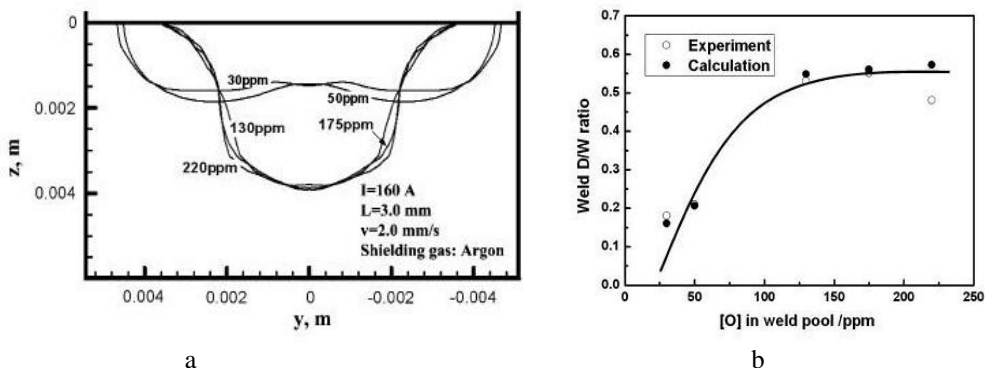 0
0.002
0.004
z, m
30ppm
50ppm
130ppm
175ppm
220ppm
I=160 A
L=3.0 mm
v=2.0 mm/s
Shielding gas: Argon
0.004 0.002 0 -0.002 -0.004
y, m
a
0.7
0.6
0.5
0.4
0.3
0.2
0.1
0.0
Weld D/W ratio
Experiment
Calculation
0 50 100 150 200 250
[O] in weld pool /ppm
b